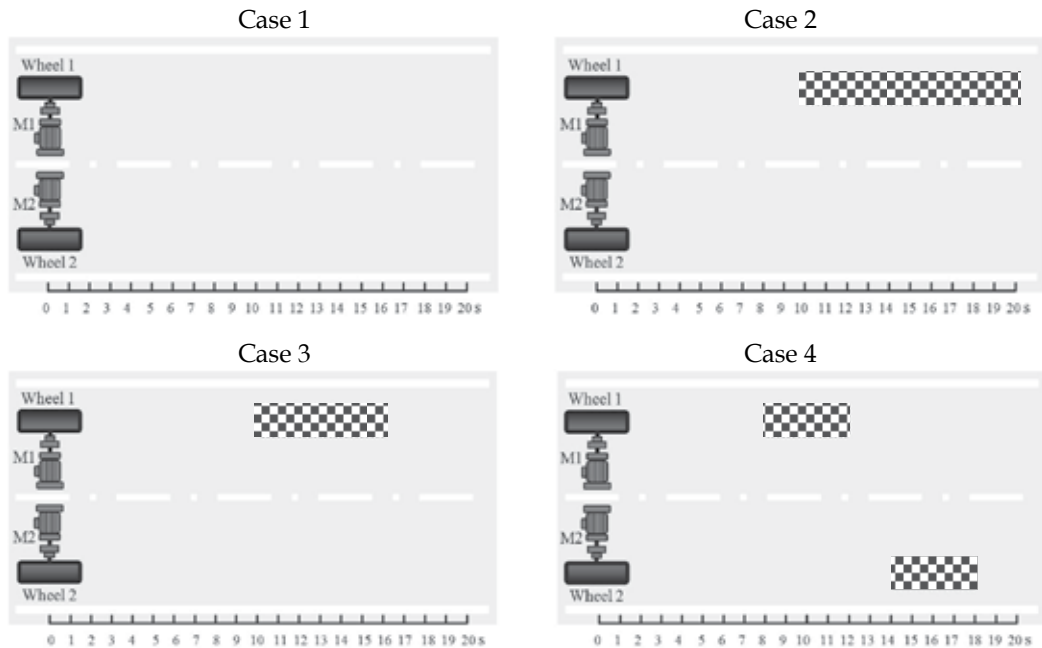 Case 1
Wheel 1
M1
M2
Wheel 2
0 1 2 3 4 5 6 7 8 9 10 11 12 13 14 15 16 17 18 19 20 s
Case 2
Wheel 1
M1
M2
Wheel 2
0 1 2 3 4 5 6 7 8 9 10 11 12 13 14 15 16 17 18 19 20 s
Case 3
Wheel 1
M1
M2
Wheel 2
0 1 2 3 4 5 6 7 8 9 10 11 12 13 14 15 16 17 18 19 20 s
Case 4
Wheel 1
M1
M2
Wheel 2
0 1 2 3 4 5 6 7 8 9 10 11 12 13 14 15 16 17 18 19 20 s